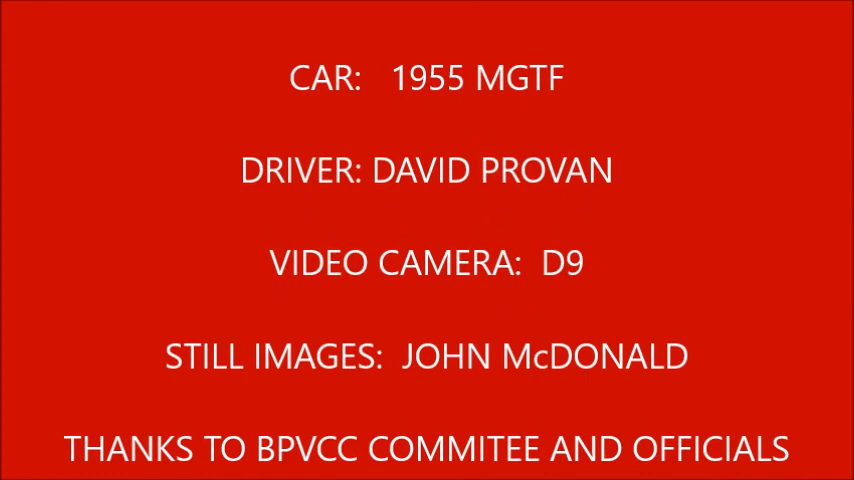 CAR: 1955 MGTF
DRIVER: DAVID PROVAN
VIDEO CAMERA: D9
STILL IMAGES: JOHN McDONALD
THANKS TO BPVCC COMMITEE AND OFFICIALS